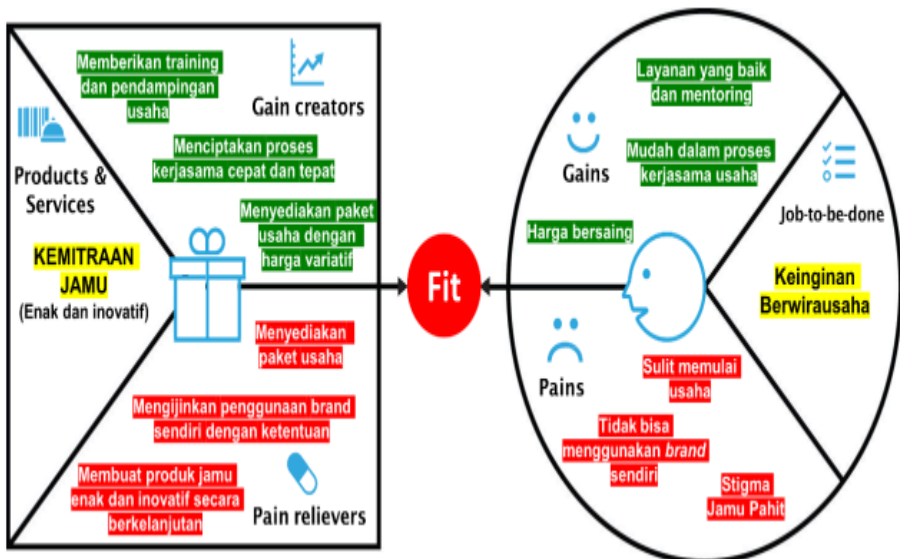 Memberikan training
dan pendampingan
usaha
Gain creators
Menciptakan proses
kerjasama cepat dan tepat
Products &
Services
Menyediakan paket
usaha dengan
harga variatif
KEMITRAAN
JAMU
(Enak dan inovatif)
Menyediakan
paket usaha
Mengijinkan penggunaan brand
sendiri dengan ketentuan
Membuat produk jamu
enak dan inovatif secara
berkelanjutan
Pain relievers
Fit
Layanan yang baik
dan mentoring
Gains
Mudah dalam proses
kerjasama usaha
Harga bersaing
Job-to-be-done
Keinginan
Berwirausaha
Pains
Sulit memulai
usaha
Tidak bisa
menggunakan brand
sendiri
Stigma
Jamu Pahit